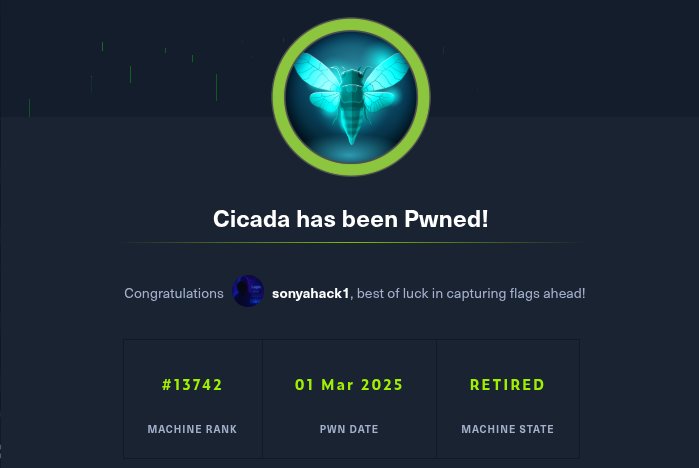 Cicada has been Pwned!
Congratulations sonyahack1, best of luck in capturing flags ahead!
#13742 01 Mar 2025 RETIRED
MACHINE RANK PWN DATE MACHINE STATE